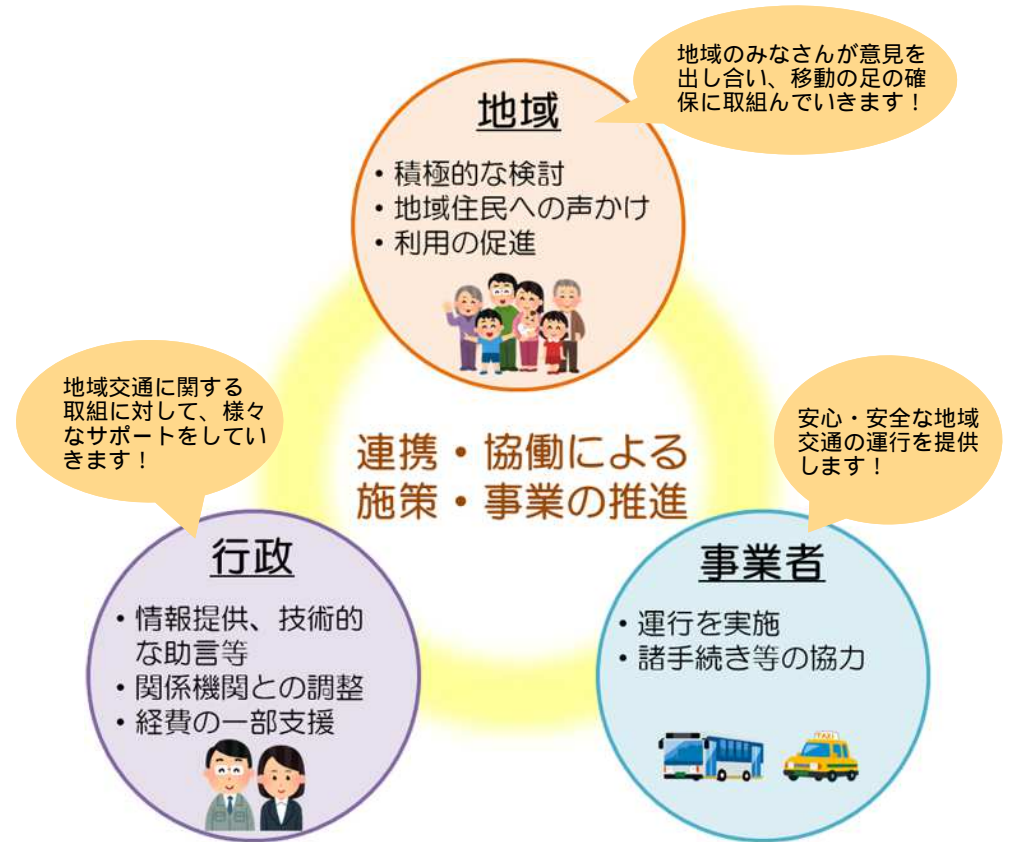 地域のみなさんが意見を
出し合い、移動の足の確
保に取組んでいきます！
地域
・積極的な検討
・地域住民への声かけ
・利用の促進
地域交通に関する
取組に対して、様々
なサポートをしてい
きます！
連携・協働による
施策・事業の推進
安心・安全な地域
交通の運行を提供
します！
行政
・情報提供、技術的
な助言等
・関係機関との調整
・経費の一部支援
事業者
・運行を実施
・諸手続き等の協力
TAXI